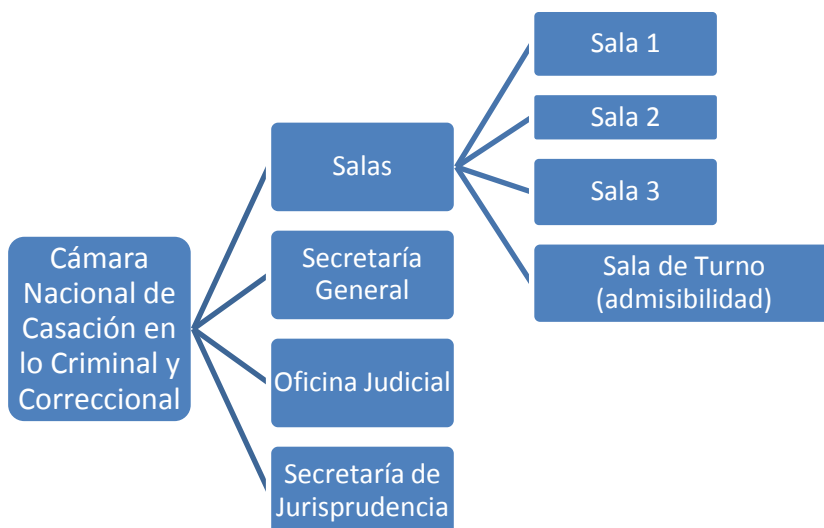 Cámara
Nacional de
Casación en
lo Criminal y
Correccional
Salas
Secretaría
General
Oficina Judicial
Secretaría de
Jurisprudencia
Sala 1
Sala 2
Sala 3
Sala de Turno
(admisibilidad)